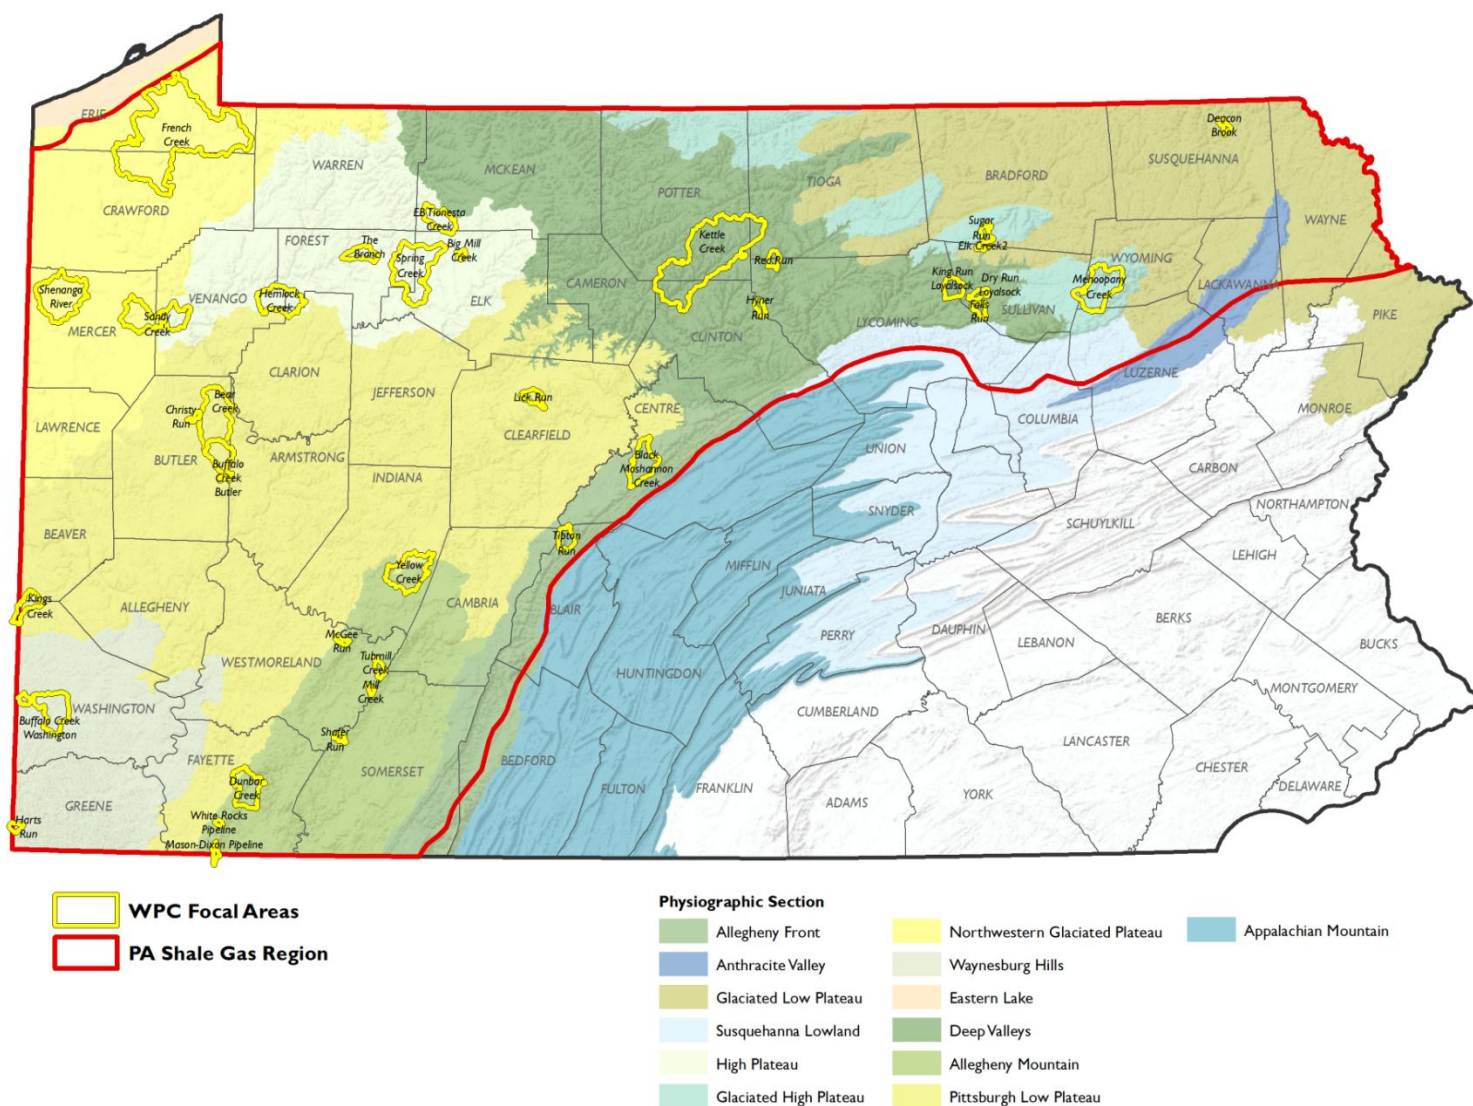 ERIE
French
Creek
CRAWFORD
WARREN
MCKEAN
POTTER
TIOGA
BRADFORD
SUSQUEHANNA
Deacon
Brook
WAYNE
EB Tionesta
Creek
FOREST
The
Branch
Spring
Creek
Big Mill
Creek
ELK
CAMERON
Kettle
Creek
Red Run
Hyner
Run
CLINTON
LYCOMING
Sugar
Run
Elk Creek2
King Run
Loyalsock
Dry Run
Loyalsock
Falls
Run
SULLIVAN
WYOMING
Mehoopany
Creek
LACKAWANNA
PIKE
Shenango
River
MERCER
Sandy
Creek
VENANGO
Hemlock
Creek
CLARION
JEFFERSON
Lick Run
CLEARFIELD
CENTRE
Black
Moshannon
Creek
UNION
COLUMBIA
LUZERNE
MONROE
CARBON
NORTHAMPTON
LAWRENCE
Christy
Run
Bear
Creek
BUTLER
Buffalo
Creek
Butler
ARMSTRONG
INDIANA
SNYDER
SCHUYLKILL
LEHIGH
BEAVER
Tipton
Run
MIFFLIN
JUNIATA
Yellow
Creek
CAMBRIA
BLAIR
PERRY
DAUPHIN
LEBANON
BERKS
BUCKS
Kings
Creek
ALLEGHENY
McGee
Run
WESTMORELAND
Tubmill
Creek
Mill
Creek
HUNTINGDON
MONTGOMERY
WASHINGTON
Buffalo Creek
Washington
CUMBERLAND
LANCASTER
CHESTER
DELAWARE
FAYETTE
Shafer
Run
SOMERSET
BEDFORD
FULTON
FRANKLIN
ADAMS
YORK
Dunbar
Creek
GREENE
Harts
Run
White Rocks
Pipeline
Mason-Dixon Pipeline
WPC Focal Areas
PA Shale Gas Region
Physiographic Section
Allegheny Front
Anthracite Valley
Glaciated Low Plateau
Susquehanna Lowland
High Plateau
Glaciated High Plateau
Northwestern Glaciated Plateau
Waynesburg Hills
Eastern Lake
Deep Valleys
Allegheny Mountain
Pittsburgh Low Plateau
Appalachian Mountain